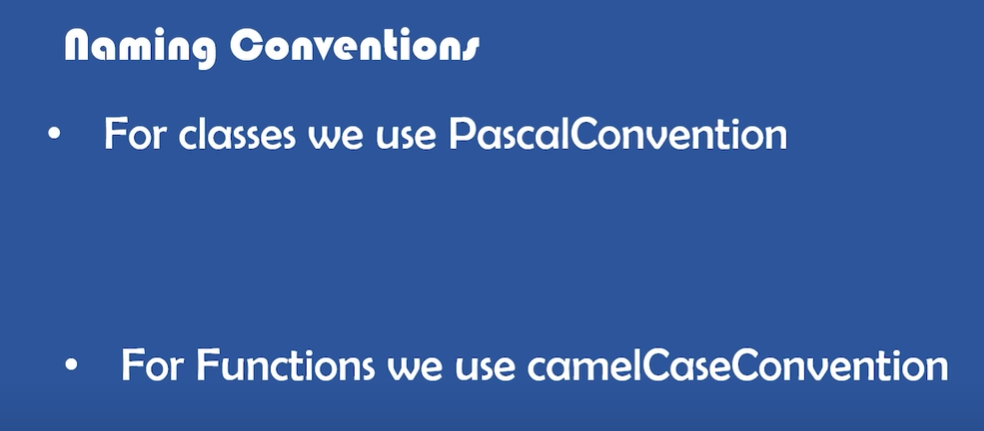 Naming Conventions
• For classes we use PascalConvention
• For Functions we use camelCaseConvention